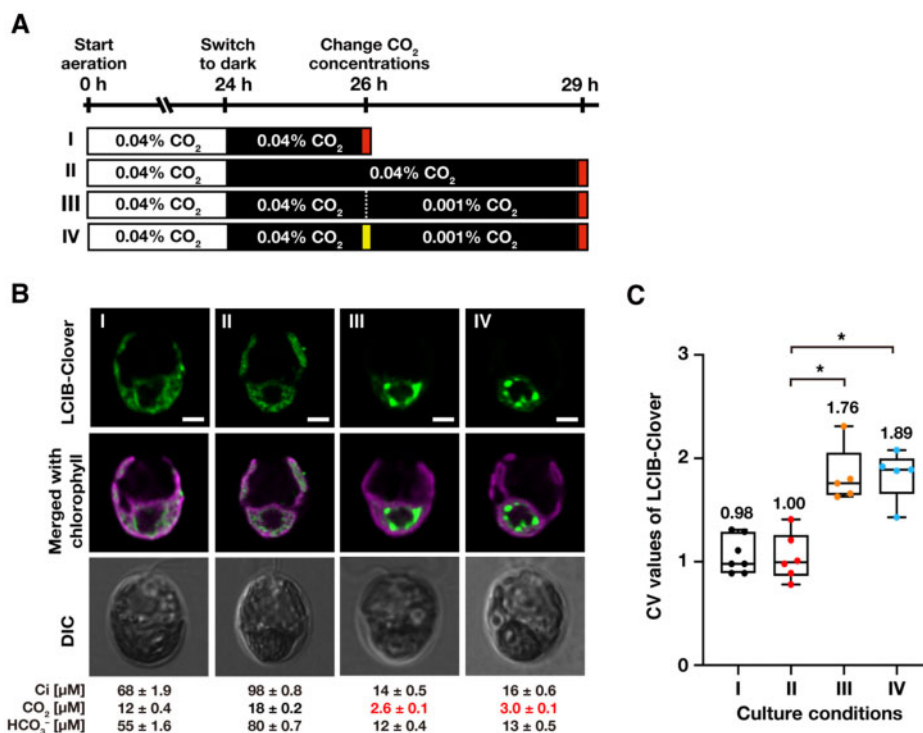 A
Start aeration
Switch to dark
Change CO₂ concentrations
0 h
24 h
26 h
29 h
I
0.04% CO₂
0.04% CO₂
II
0.04% CO₂
0.04% CO₂
III
0.04% CO₂
0.04% CO₂
0.001% CO₂
IV
0.04% CO₂
0.04% CO₂
0.001% CO₂
B
LCIB-Clover
I
II
III
IV
Merged with chlorophyll
DIC
Ci [µM] 68 ± 1.9 98 ± 0.8 14 ± 0.5 16 ± 0.6
CO₂ [µM] 12 ± 0.4 18 ± 0.2 2.6 ± 0.1 3.0 ± 0.1
HCO₃⁻ [µM] 55 ± 1.6 80 ± 0.7 12 ± 0.4 13 ± 0.5
C
CV values of LCIB-Clover
3
2
1
0
*
*
0.98
1.00
1.76
1.89
I II III IV
Culture conditions